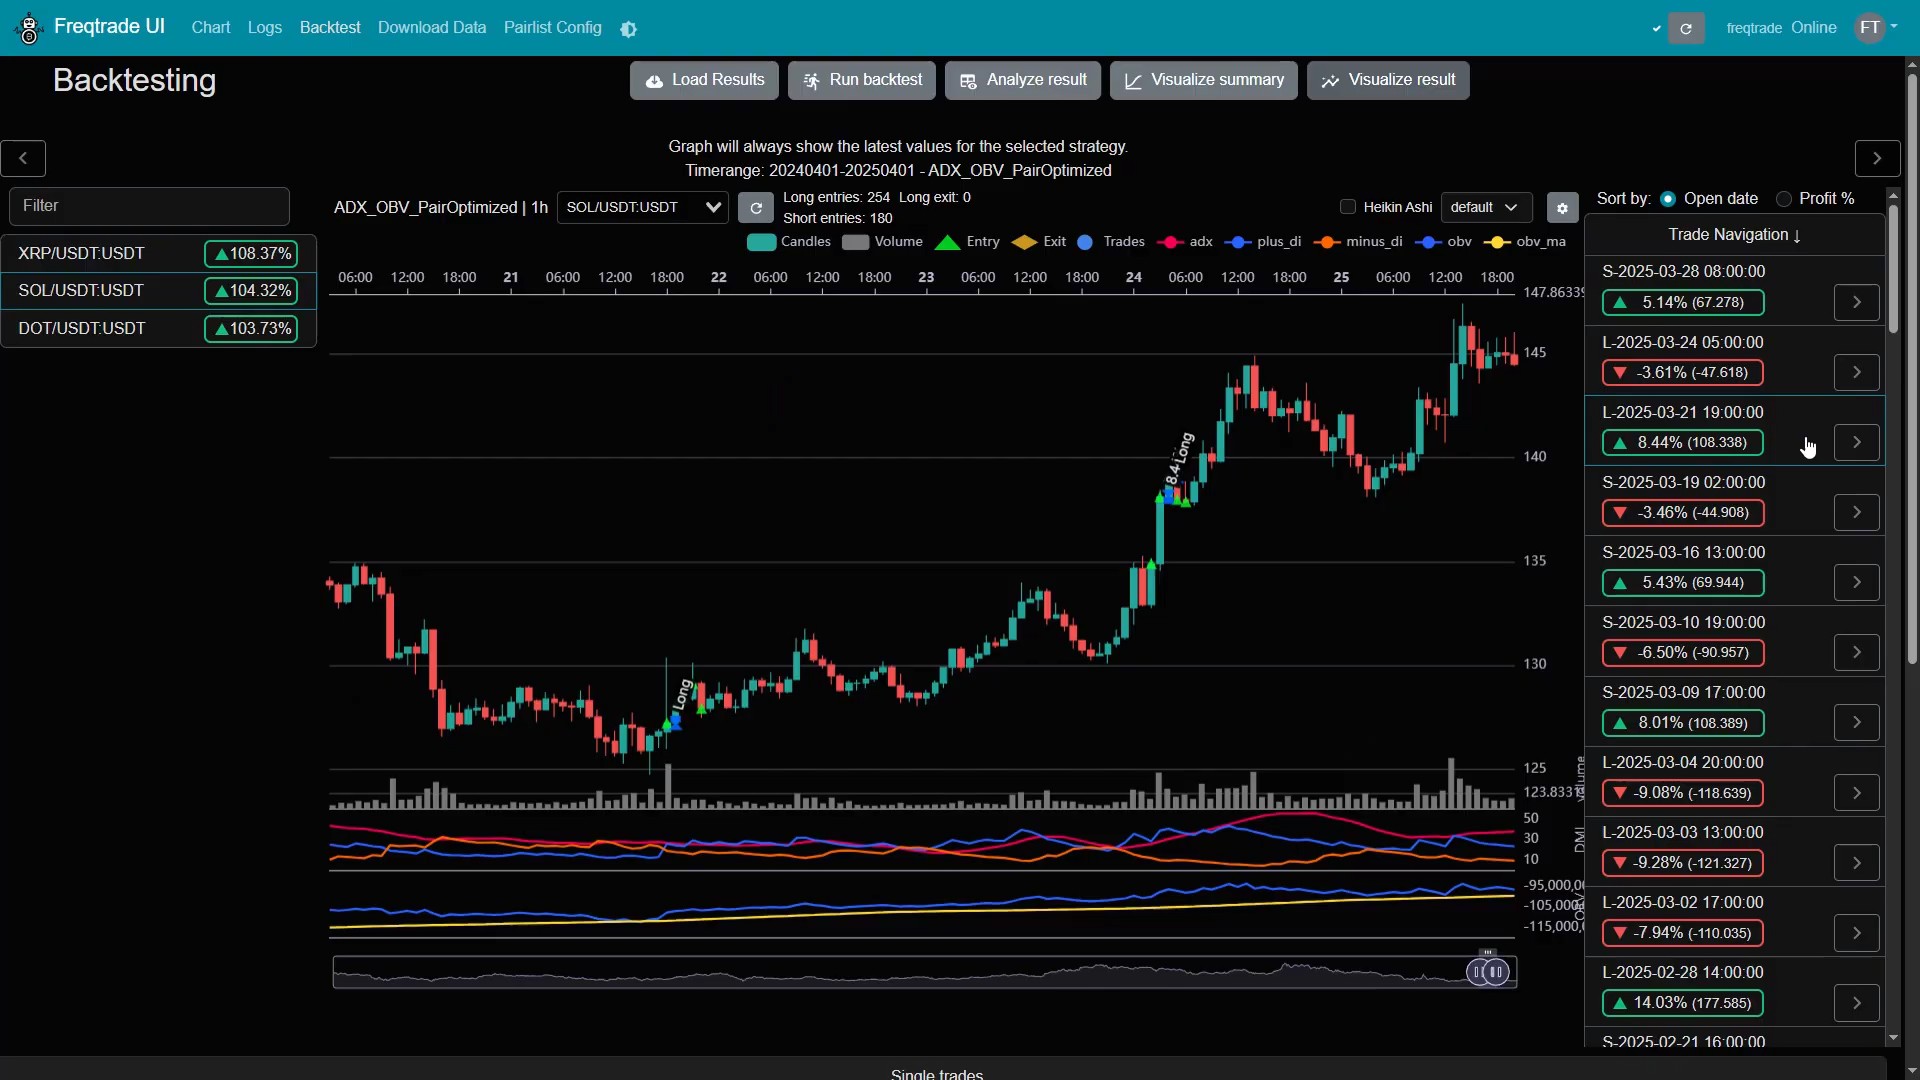 Freqtrade UI Chart Logs Backtest Download Data Pairlist Config freqtrade Online FT
Backtesting
Load Results Run backtest Analyze result Visualize summary Visualize result
Graph will always show the latest values for the selected strategy.
Timerange: 20240401-20250401 - ADX_OBV_PairOptimized
Filter
XRP/USDT:USDT 108.37%
SOL/USDT:USDT 104.32%
DOT/USDT:USDT 103.73%
ADX_OBV_PairOptimized | 1h SOL/USDT:USDT
Long entries: 254 Long exit: 0
Short entries: 180
Heikin Ashi default
Candles Volume Entry Exit Trades adx plus_di minus_di obv obv_ma
06:00 12:00 18:00 21 06:00 12:00 18:00 22 06:00 12:00 18:00 23 06:00 12:00 18:00 24 06:00 12:00 18:00 25 06:00 12:00 18:00
147.8633
145
140
135
130
125
123.833
Long
8.4 Long
Volume
50
30
10
DMI
-95,000,0
-105,000
-115,000,
OBV
Sort by: Open date Profit %
Trade Navigation ↓
S-2025-03-28 08:00:00
5.14% (67.278)
L-2025-03-24 05:00:00
-3.61% (-47.618)
L-2025-03-21 19:00:00
8.44% (108.338)
S-2025-03-19 02:00:00
-3.46% (-44.908)
S-2025-03-16 13:00:00
5.43% (69.944)
S-2025-03-10 19:00:00
-6.50% (-90.957)
S-2025-03-09 17:00:00
8.01% (108.389)
L-2025-03-04 20:00:00
-9.08% (-118.639)
L-2025-03-03 13:00:00
-9.28% (-121.327)
L-2025-03-02 17:00:00
-7.94% (-110.035)
L-2025-02-28 14:00:00
14.03% (177.585)
S-2025-02-21 16:00:00
Single trades